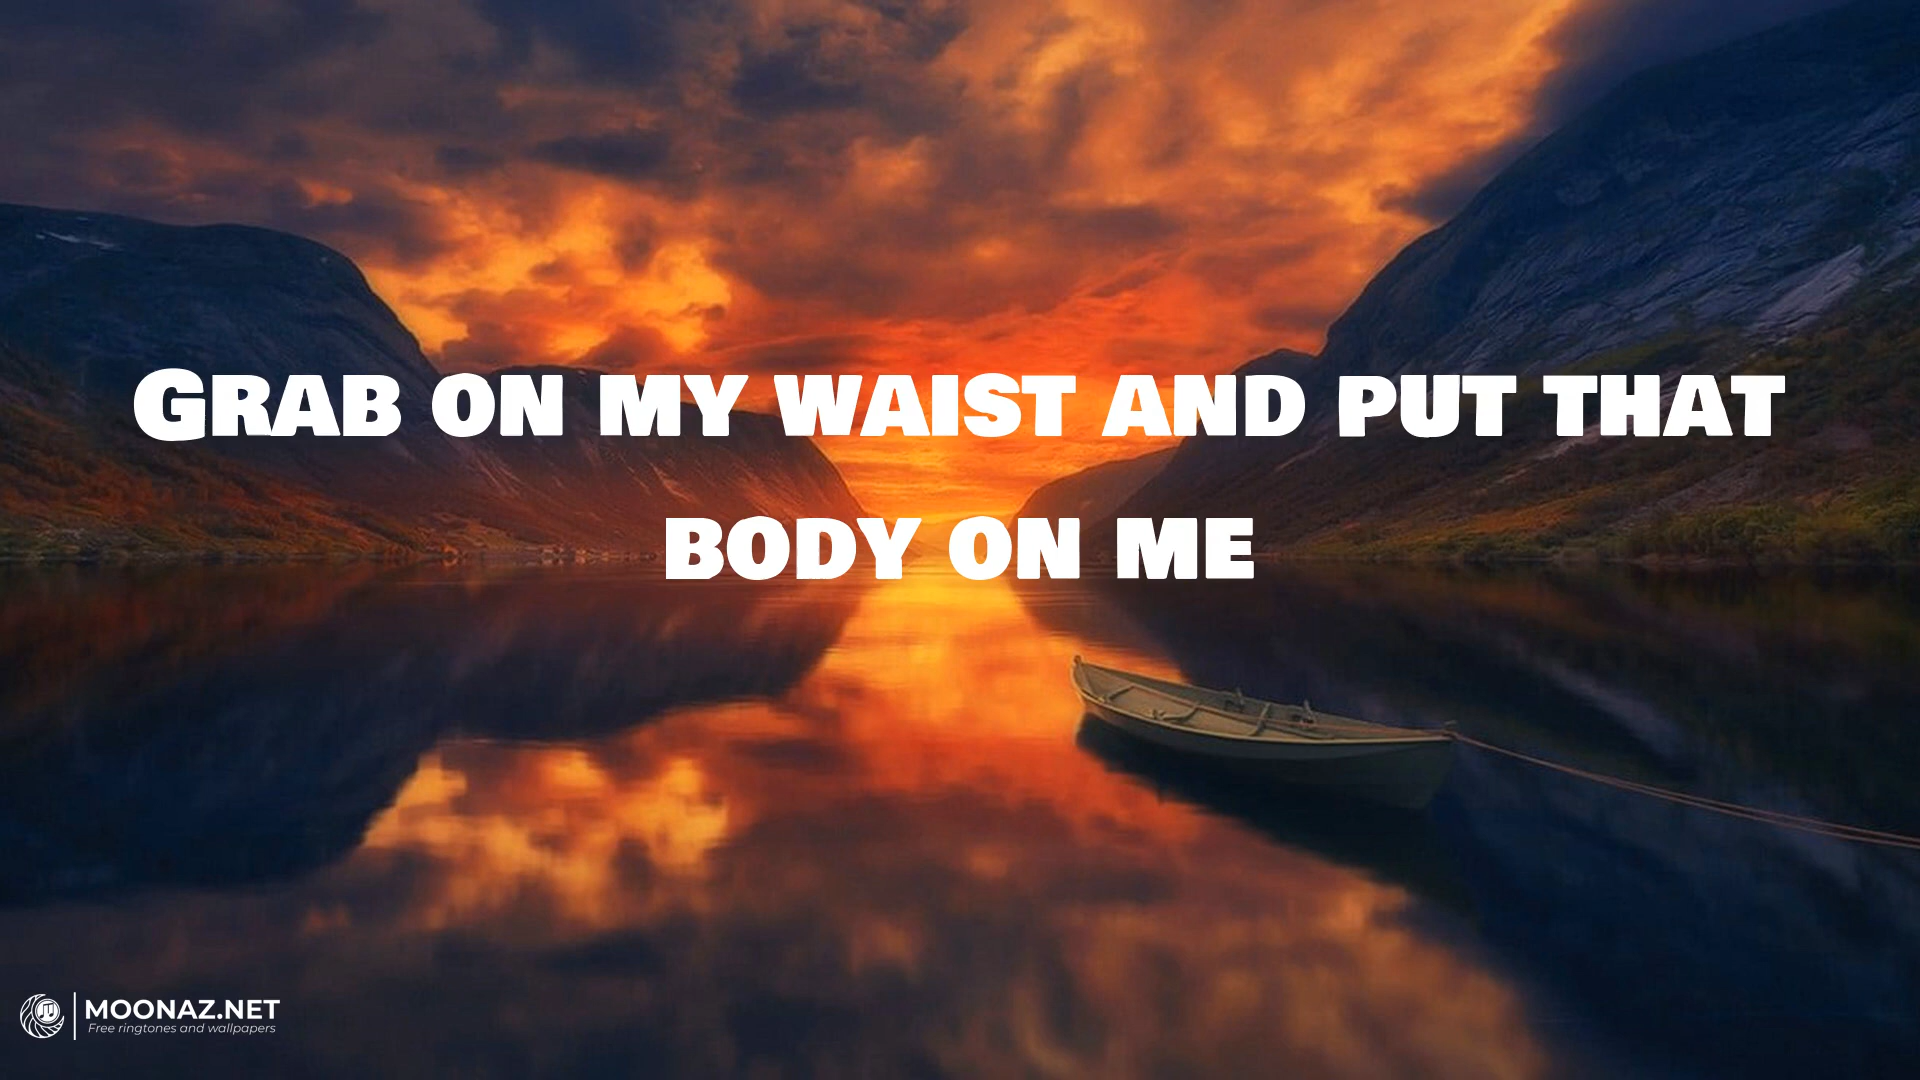 Grab on my waist and put that
body on me
MOONAZ.NET
Free ringtones and wallpapers